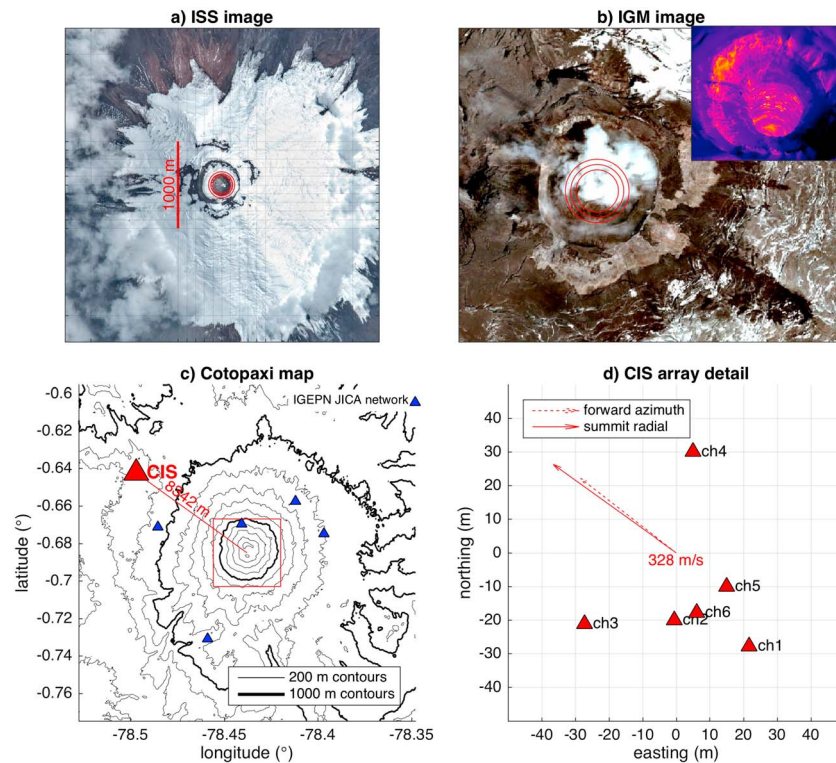 a) ISS image
1000 m
b) IGM image
c) Cotopaxi map
-0.6
-0.62
-0.64
-0.66
-0.68
-0.7
-0.72
-0.74
-0.76
latitude (°)
IGEPN JICA network
CIS
8342 m
200 m contours
1000 m contours
-78.5
-78.45
-78.4
-78.35
longitude (°)
d) CIS array detail
forward azimuth
summit radial
50
40
30
20
10
0
-10
-20
-30
-40
northing (m)
ch4
328 m/s
ch5
ch6
ch2
ch3
ch1
-40
-30
-20
-10
0
10
20
30
40
easting (m)